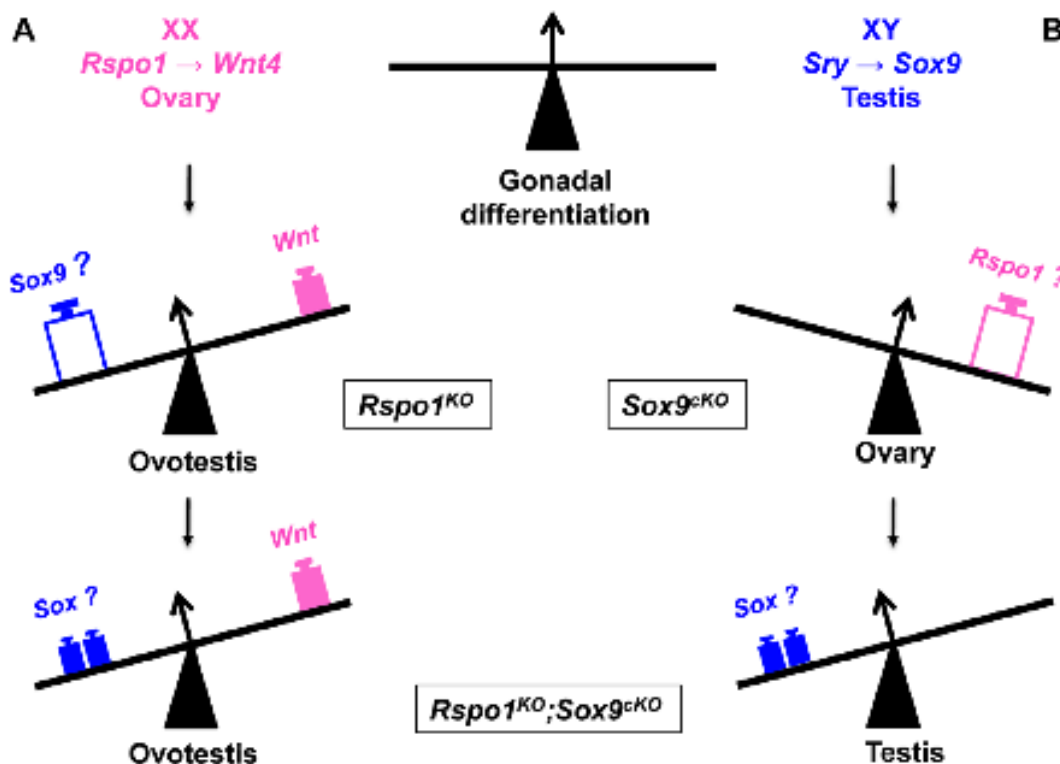 A
XX
Rspo1 → Wnt4
Ovary
B
XY
Sry → Sox9
Testis
Gonadal
differentiation
Sox9 ?
Wnt
Rspo1 ?
Rspo1KO
Sox9cKO
Ovotestis
Ovary
Sox ?
Wnt
Sox ?
Rspo1KO;Sox9cKO
Ovotestis
Testis